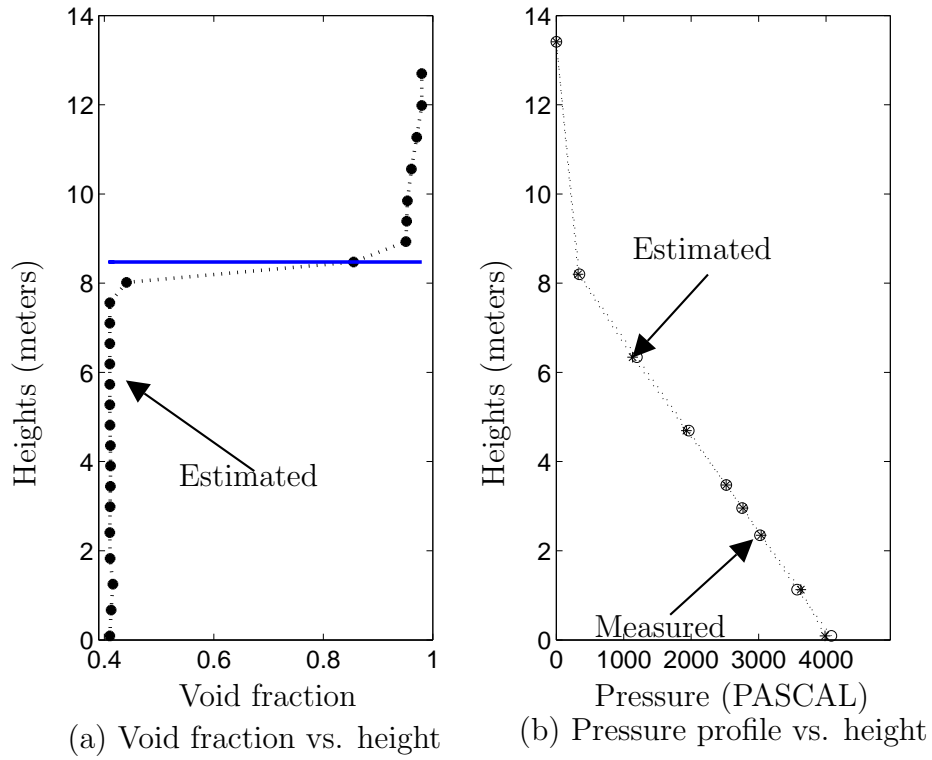 14
12
10
8
6
4
2
0
0.4 0.6 0.8 1
Heights (meters)
Estimated
Void fraction
(a) Void fraction vs. height
14
12
10
8
6
4
2
0
0 1000 2000 3000 4000
Heights (meters)
Estimated
Measured
Pressure (PASCAL)
(b) Pressure profile vs. height